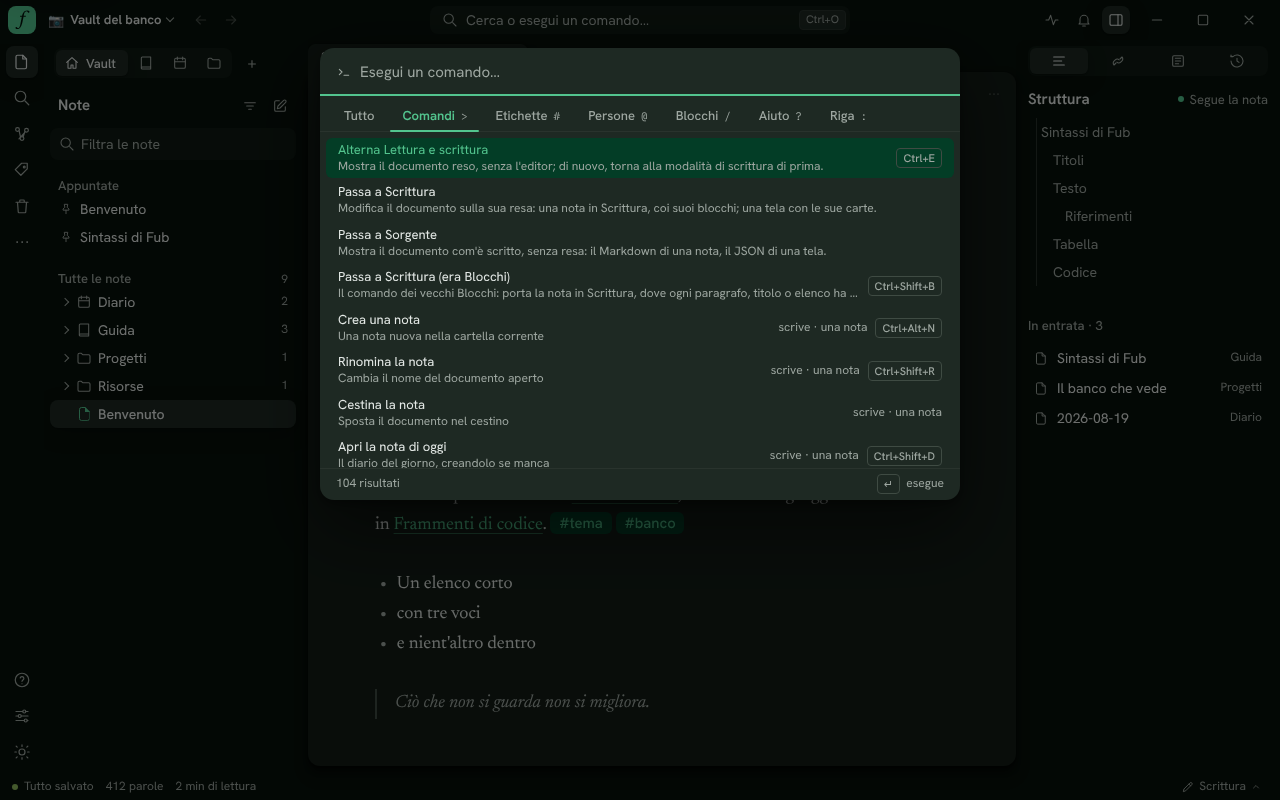 Vault del banco
Cerca o esegui un comando...
Ctrl+O
Vault
Note
Filtra le note
Appuntate
Benvenuto
Sintassi di Fub
Tutte le note 9
Diario 2
Guida 3
Progetti 1
Risorse 1
Benvenuto
Esegui un comando...
Tutto
Comandi >
Etichette #
Persone @
Blocchi /
Aiuto ?
Riga :
Alterna Lettura e scrittura
Mostra il documento reso, senza l'editor; di nuovo, torna alla modalità di scrittura di prima.
Ctrl+E
Passa a Scrittura
Modifica il documento sulla sua resa: una nota in Scrittura, coi suoi blocchi; una tela con le sue carte.
Passa a Sorgente
Mostra il documento com'è scritto, senza resa: il Markdown di una nota, il JSON di una tela.
Passa a Scrittura (era Blocchi)
Il comando dei vecchi Blocchi: porta la nota in Scrittura, dove ogni paragrafo, titolo o elenco ha ...
Ctrl+Shift+B
Crea una nota
Una nota nuova nella cartella corrente
scrive · una nota Ctrl+Alt+N
Rinomina la nota
Cambia il nome del documento aperto
scrive · una nota Ctrl+Shift+R
Cestina la nota
Sposta il documento nel cestino
scrive · una nota
Apri la nota di oggi
Il diario del giorno, creandolo se manca
scrive · una nota Ctrl+Shift+D
104 risultati
↵ esegue
in Frammenti di codice. #tema #banco
• Un elenco corto
• con tre voci
• e nient'altro dentro
Ciò che non si guarda non si migliora.
Struttura
Segue la nota
Sintassi di Fub
Titoli
Testo
Riferimenti
Tabella
Codice
In entrata · 3
Sintassi di Fub Guida
Il banco che vede Progetti
2026-08-19 Diario
Tutto salvato 412 parole 2 min di lettura
Scrittura